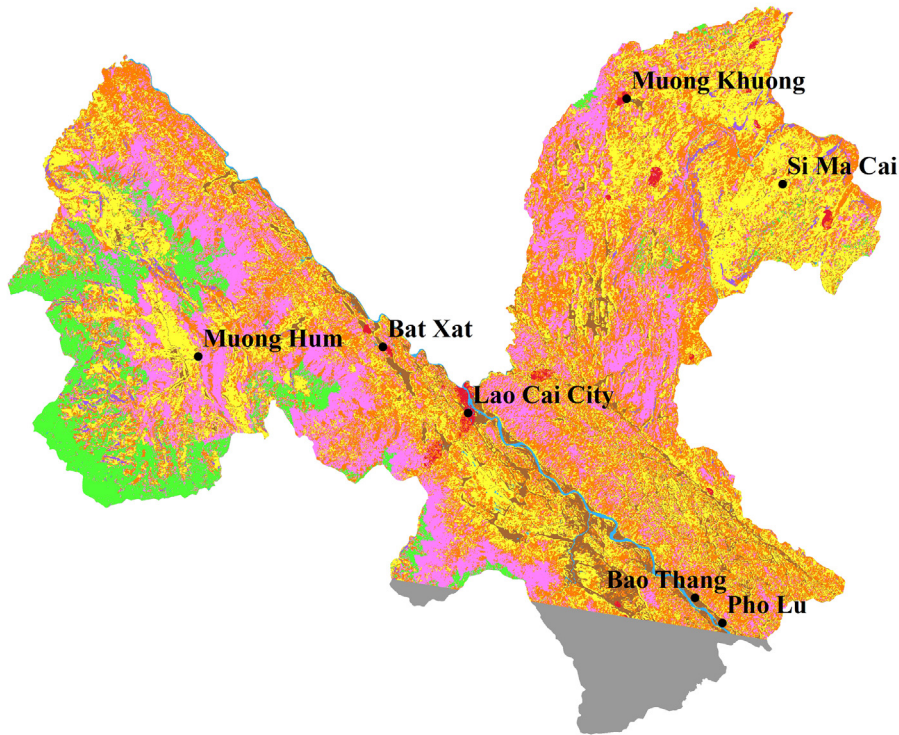 Muong Khuong
Si Ma Cai
Bat Xat
Muong Hum
Lao Cai City
Bao Thang
Pho Lu